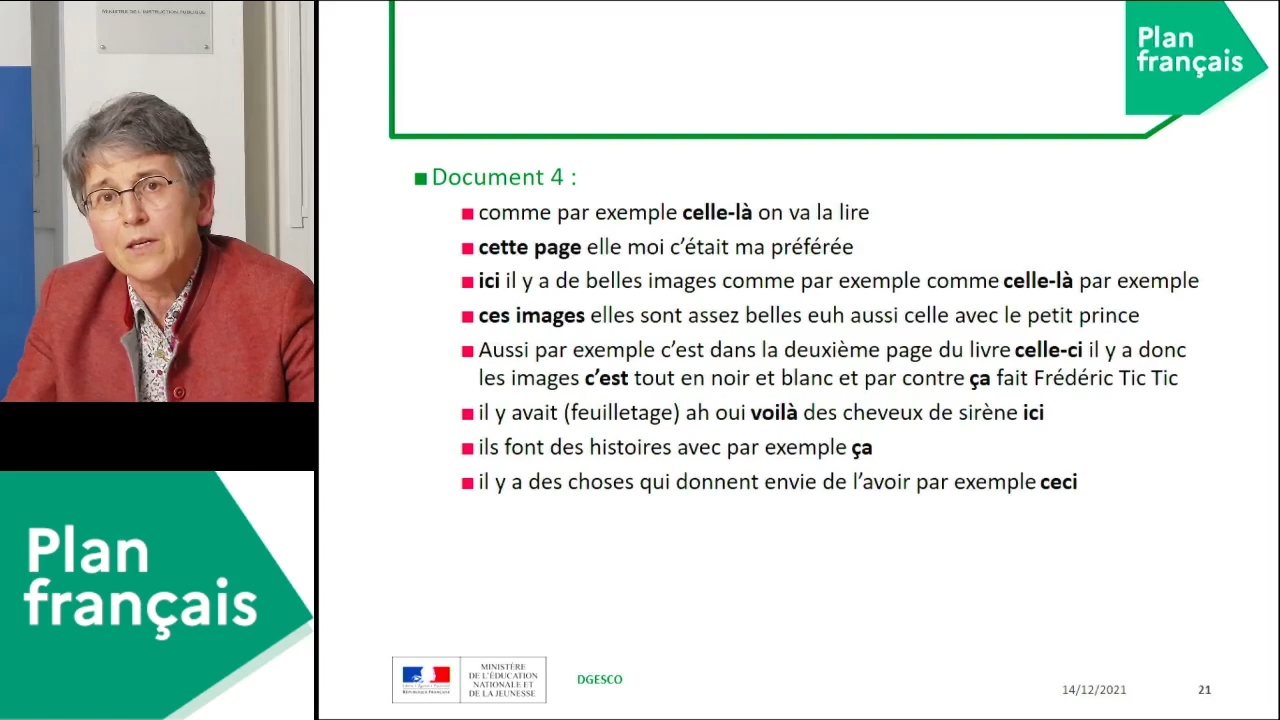 MINISTRE DE L'INSTRUCTION PUBLIQUE
Plan
français
Document 4 :
comme par exemple celle-là on va la lire
cette page elle moi c'était ma préférée
ici il y a de belles images comme par exemple comme celle-là par exemple
ces images elles sont assez belles euh aussi celle avec le petit prince
Aussi par exemple c'est dans la deuxième page du livre celle-ci il y a donc
les images c'est tout en noir et blanc et par contre ça fait Frédéric Tic Tic
il y avait (feuilletage) ah oui voilà des cheveux de sirène ici
ils font des histoires avec par exemple ça
il y a des choses qui donnent envie de l'avoir par exemple ceci
Plan
français
MINISTÈRE
DE L'ÉDUCATION
NATIONALE ET
DE LA JEUNESSE
RÉPUBLIQUE FRANÇAISE
DGESCO
14/12/2021
21